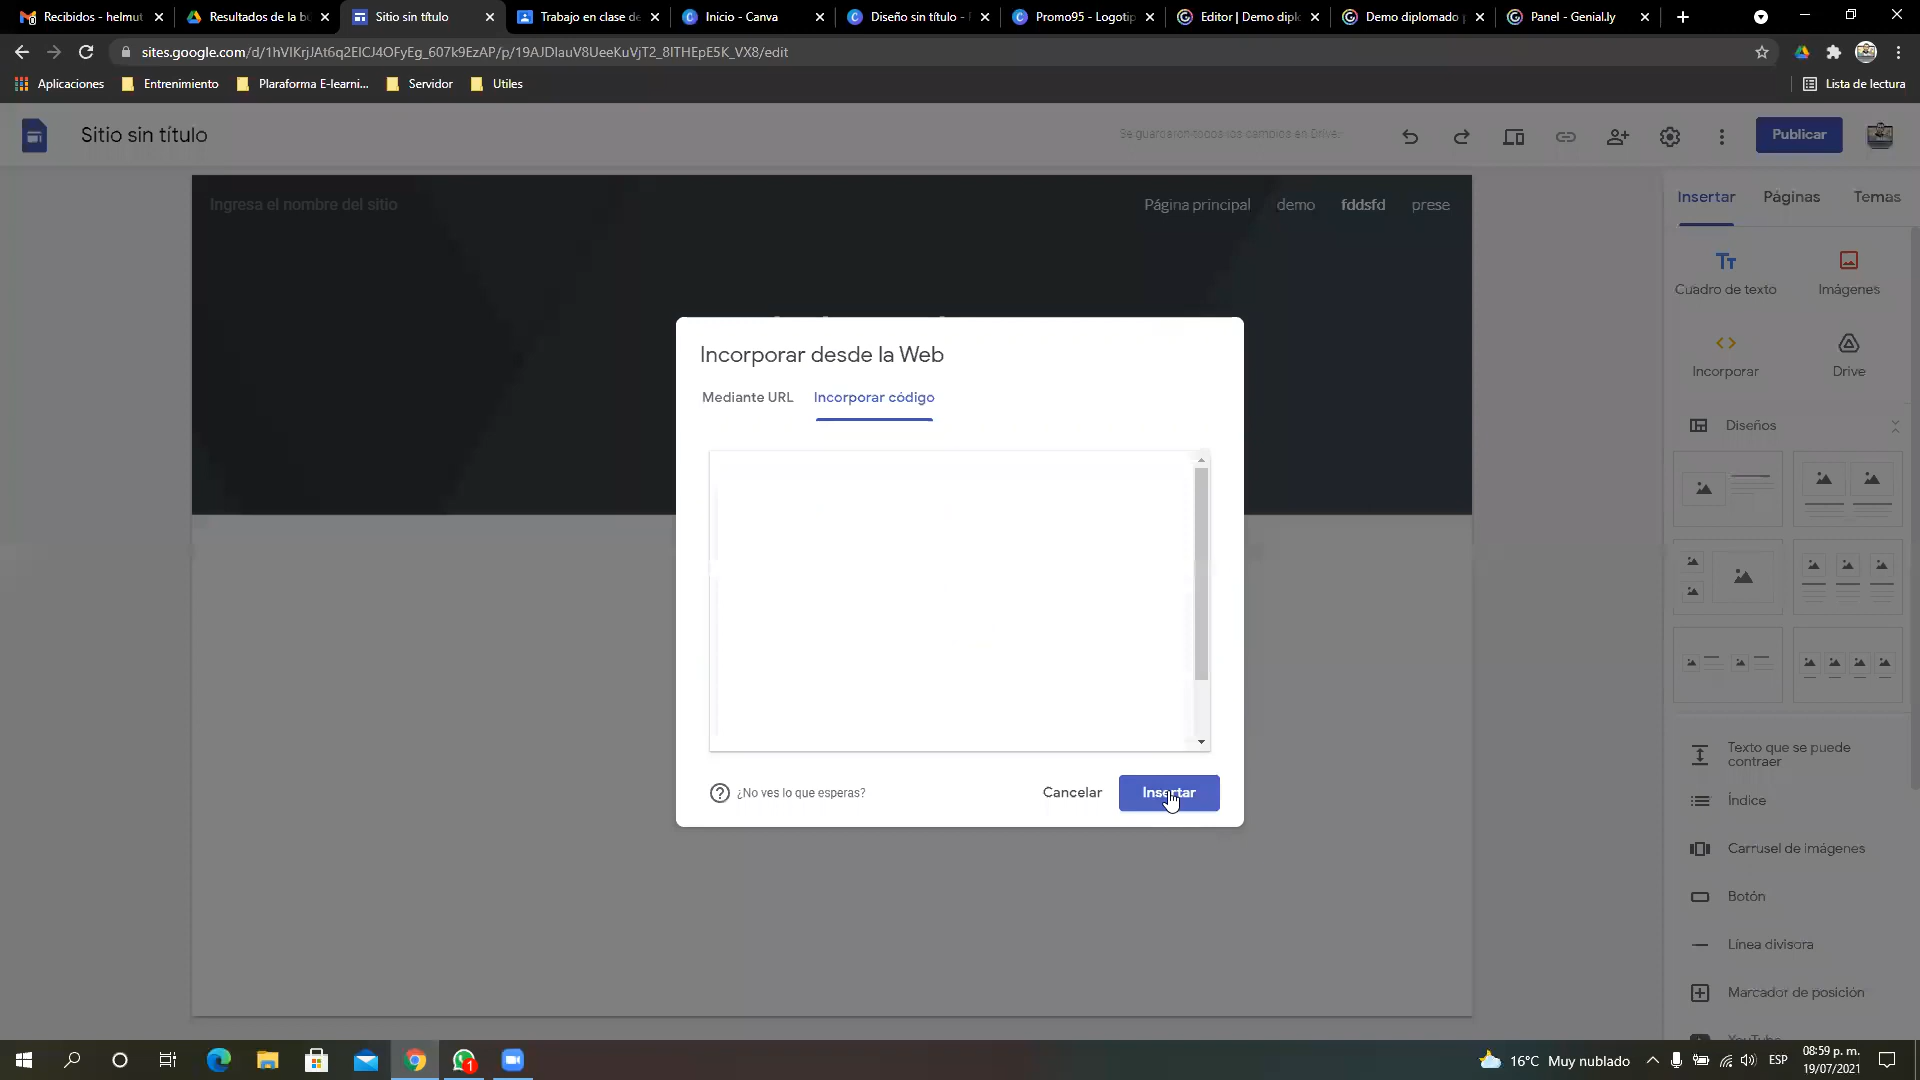 Recibidos - helmut
Resultados de la b
Sitio sin título
Trabajo en clase de
Inicio - Canva
Diseño sin título -
Promo95 - Logotip
Editor | Demo dipl
Demo diplomado
Panel - Genial.ly
sites.google.com/d/1hVIKrjJAt6q2EICJ4OFyEg_607k9EzAP/p/19AJDIauV8UeeKuVjT2_8ITHEpE5K_VX8/edit
Aplicaciones
Entrenimiento
Plaraforma E-learni...
Servidor
Utiles
Lista de lectura
Sitio sin título
Se guardaron todos los cambios en Drive.
Publicar
Ingresa el nombre del sitio
Página principal
demo
fddsfd
prese
Insertar
Páginas
Temas
Tт
Cuadro de texto
Imágenes
Incorporar
Drive
Diseños
Incorporar desde la Web
Mediante URL
Incorporar código
¿No ves lo que esperas?
Cancelar
Insertar
Texto que se puede
contraer
Índice
Carrusel de imágenes
Botón
Línea divisora
Marcador de posición
YouTube
1
16°C Muy nublado
ESP
08:59 p. m.
19/07/2021